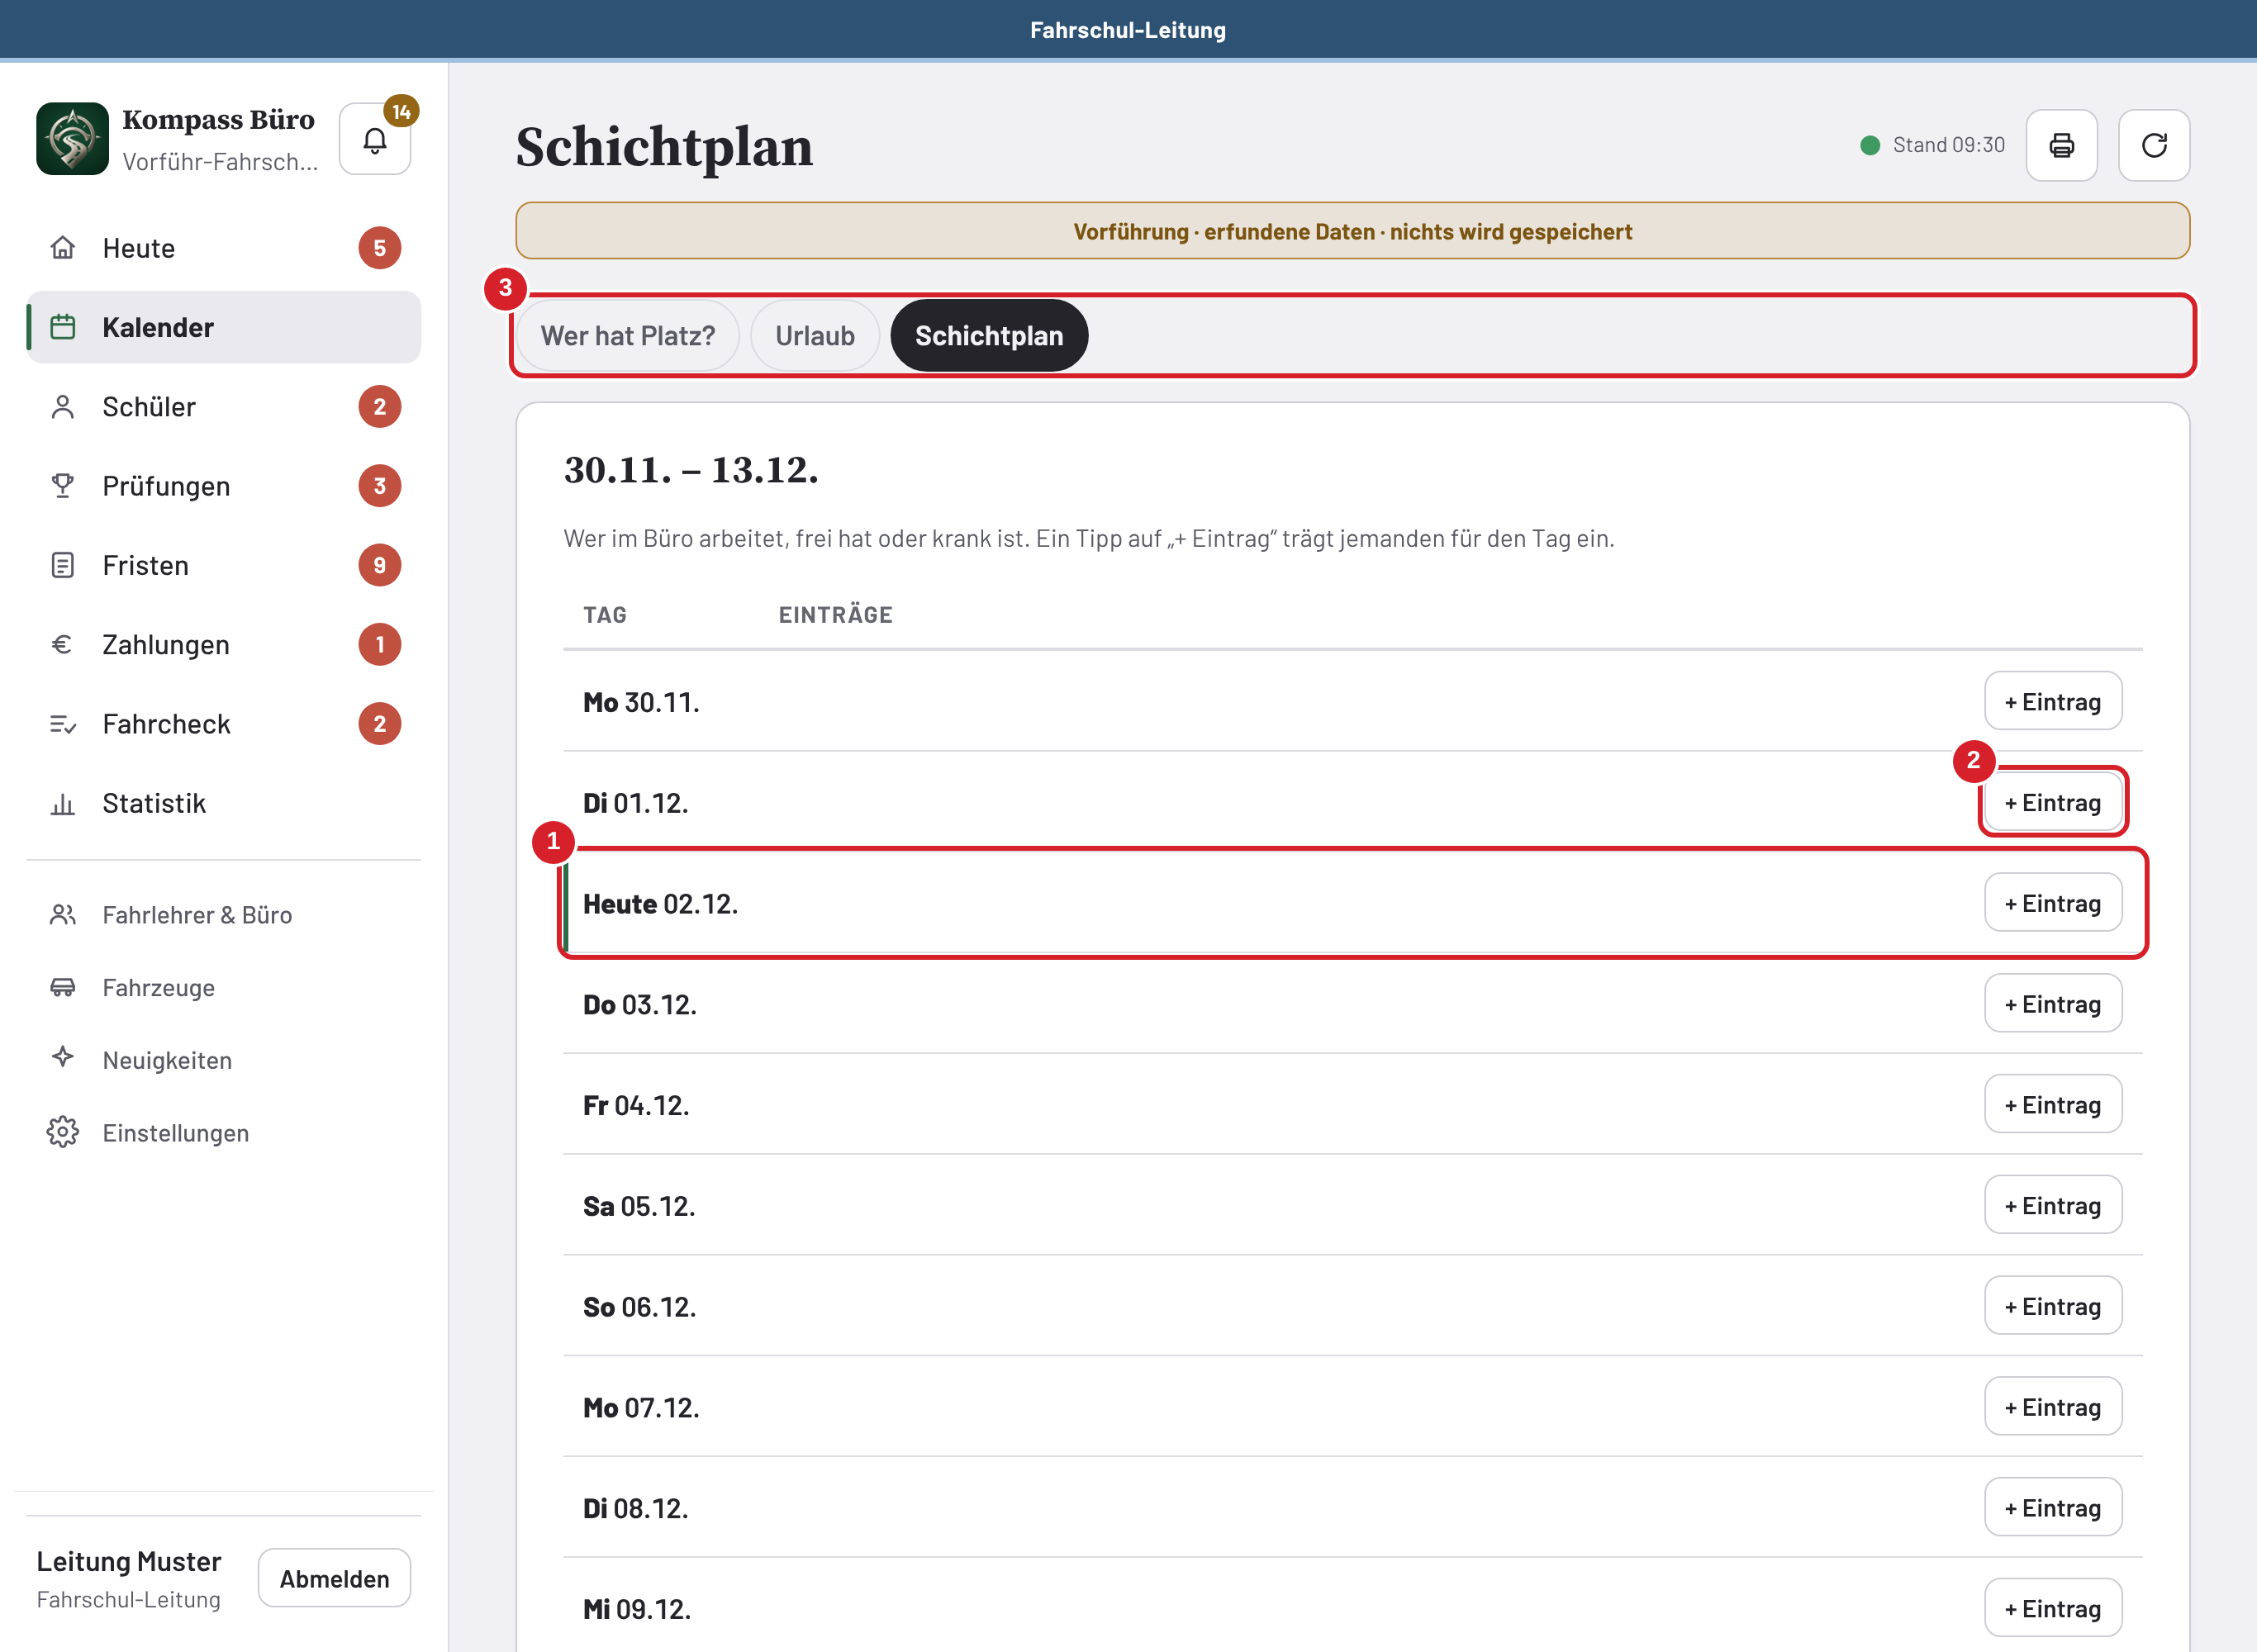 Fahrschul-Leitung
Kompass Büro
Vorführ-Fahrsch...
14
Heute 5
Kalender
Schüler 2
Prüfungen 3
Fristen 9
€ Zahlungen 1
Fahrcheck 2
Statistik
Fahrlehrer & Büro
Fahrzeuge
Neuigkeiten
Einstellungen
Leitung Muster
Fahrschul-Leitung
Abmelden
Schichtplan
Stand 09:30
Vorführung · erfundene Daten · nichts wird gespeichert
3
Wer hat Platz? Urlaub Schichtplan
30.11. – 13.12.
Wer im Büro arbeitet, frei hat oder krank ist. Ein Tipp auf „+ Eintrag“ trägt jemanden für den Tag ein.
TAG EINTRÄGE
Mo 30.11. + Eintrag
2
Di 01.12. + Eintrag
1
Heute 02.12. + Eintrag
Do 03.12. + Eintrag
Fr 04.12. + Eintrag
Sa 05.12. + Eintrag
So 06.12. + Eintrag
Mo 07.12. + Eintrag
Di 08.12. + Eintrag
Mi 09.12. + Eintrag